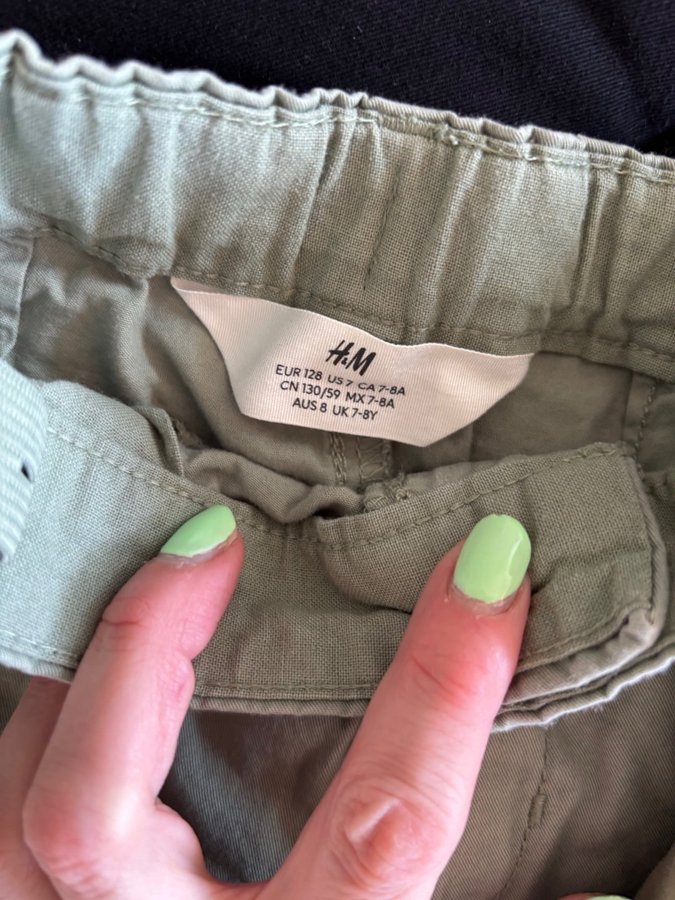 H&M
EUR 128 US 7 CA 7-8A
CN 130/59 MX 7-8A
AUS 8 UK 7-8Y